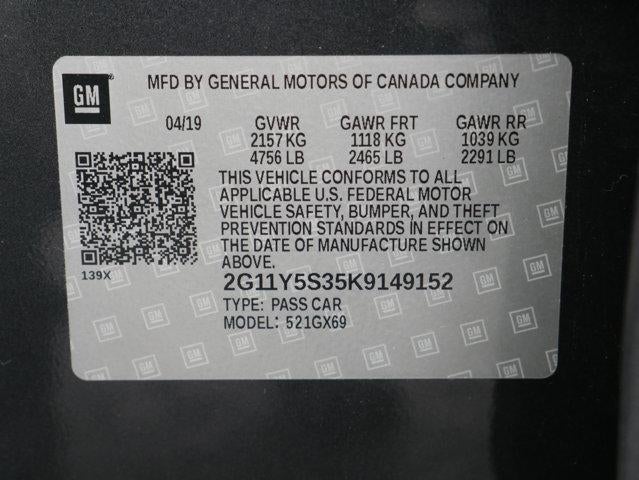 GM
MFD BY GENERAL MOTORS OF CANADA COMPANY
04/19 GVWR GAWR FRT GAWR RR
2157 KG 1118 KG 1039 KG
4756 LB 2465 LB 2291 LB
THIS VEHICLE CONFORMS TO ALL
APPLICABLE U.S. FEDERAL MOTOR
VEHICLE SAFETY, BUMPER, AND THEFT
PREVENTION STANDARDS IN EFFECT ON
THE DATE OF MANUFACTURE SHOWN
ABOVE.
139X
2G11Y5S35K9149152
TYPE: PASS CAR
MODEL: 521GX69